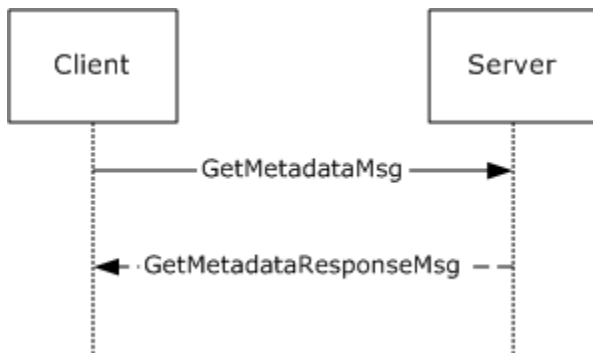 Client
Server
GetMetadataMsg
GetMetadataResponseMsg